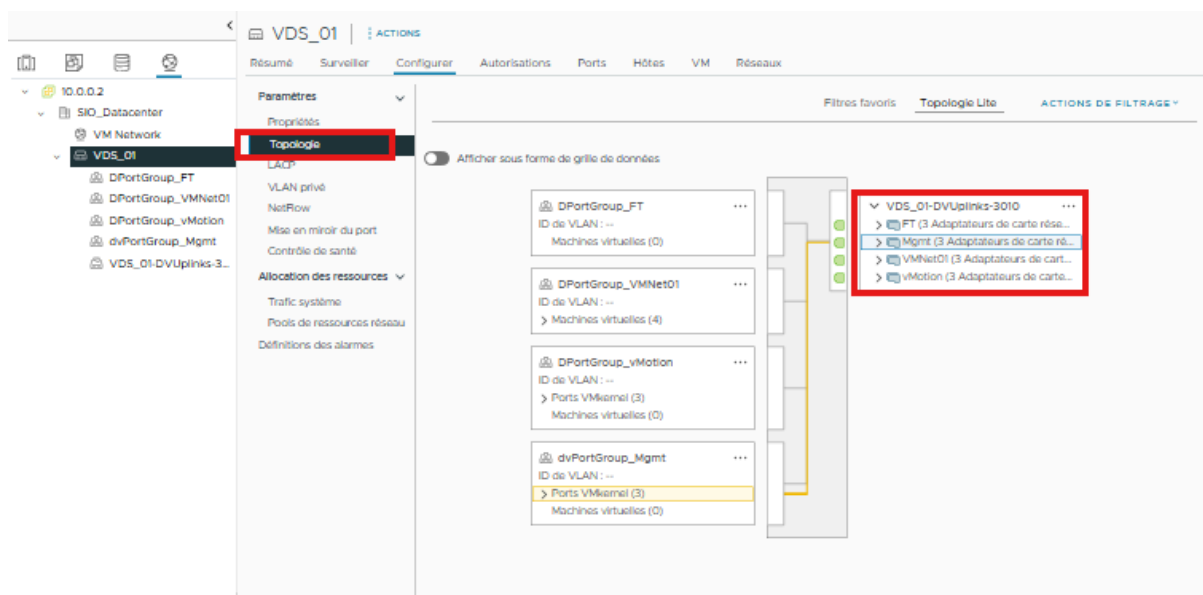 VDS_01
ACTIONS
Résumé Surveiller Configurer Autorisations Ports Hôtes VM Réseaux
10.0.0.2
SIO_Datacenter
VM Network
VDS_01
DPortGroup_FT
DPortGroup_VMNet01
DPortGroup_vMotion
dvPortGroup_Mgmt
VDS_01-DVUplinks-3...
Paramètres
Propriétés
Topologie
LACP
VLAN privé
NetFlow
Mise en miroir du port
Contrôle de santé
Allocation des ressources
Trafic système
Pools de ressources réseau
Définitions des alarmes
Filtres favoris Topologie Lite ACTIONS DE FILTRAGE
Afficher sous forme de grille de données
DPortGroup_FT ...
ID de VLAN : --
Machines virtuelles (0)
DPortGroup_VMNet01 ...
ID de VLAN : --
Machines virtuelles (4)
DPortGroup_vMotion ...
ID de VLAN : --
Ports VMkernel (3)
Machines virtuelles (0)
dvPortGroup_Mgmt ...
ID de VLAN : --
Ports VMkernel (3)
Machines virtuelles (0)
VDS_01-DVUplinks-3010 ...
FT (3 Adaptateurs de carte rése...
Mgmt (3 Adaptateurs de carte ré...
VMNet01 (3 Adaptateurs de cart...
vMotion (3 Adaptateurs de carte...